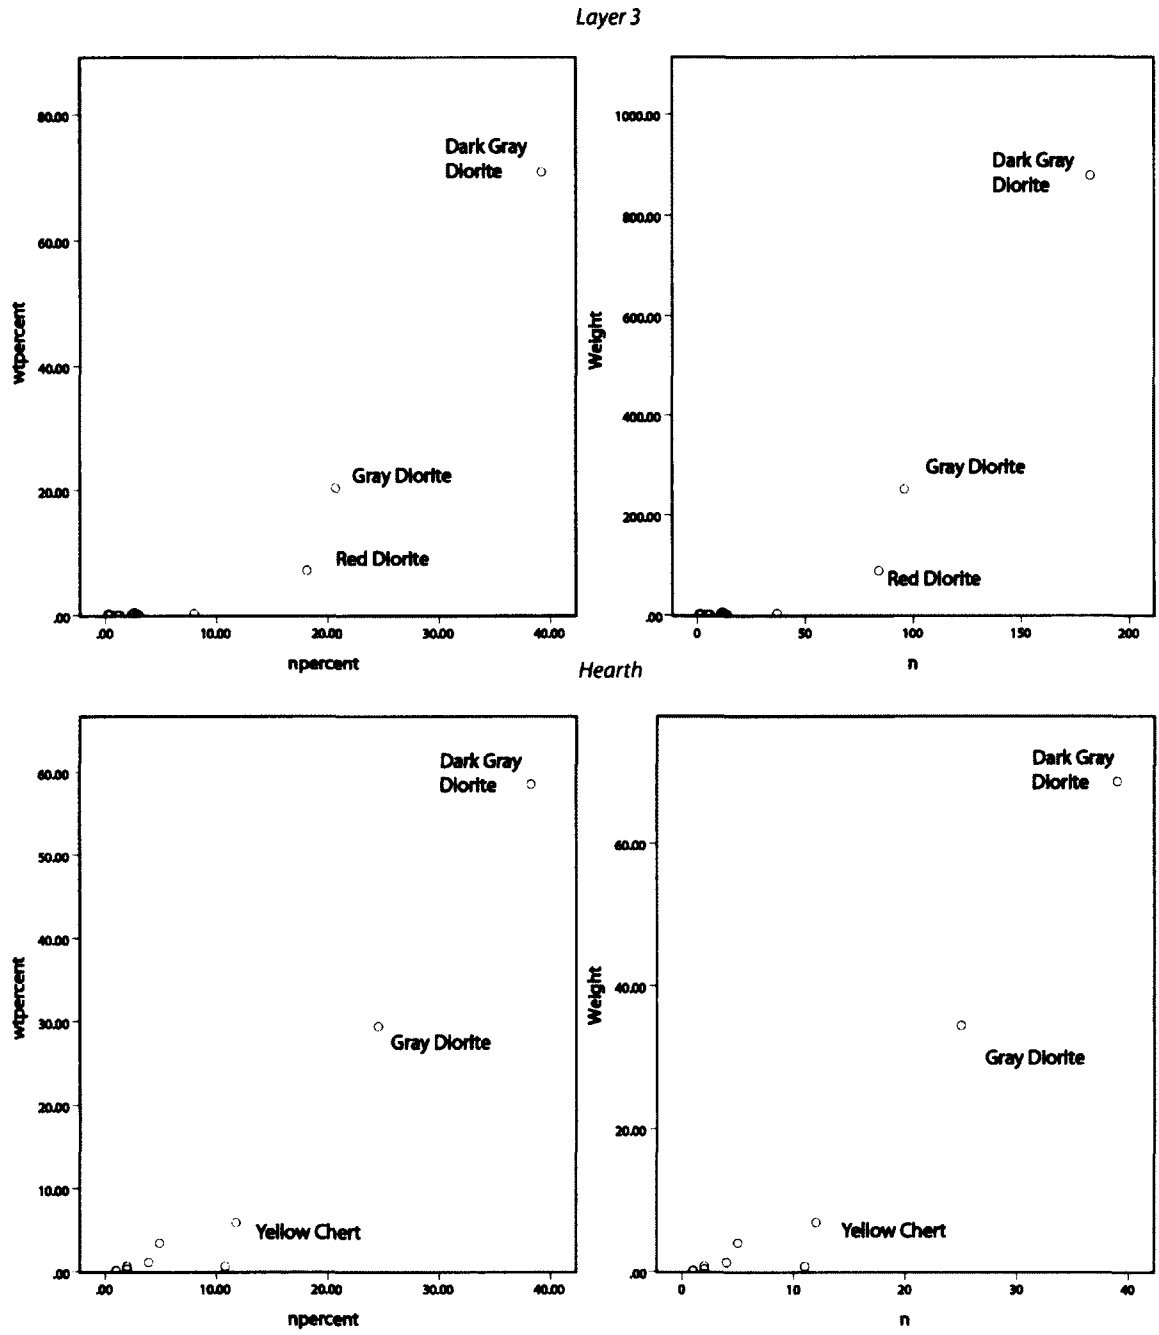 Layer 3
80.00
60.00
40.00
20.00
.00
wtpercent
Dark Gray
Diorite
Gray Diorite
Red Diorite
.00 10.00 20.00 30.00 40.00
npercent
1000.00
800.00
600.00
400.00
200.00
.00
Weight
Dark Gray
Diorite
Gray Diorite
Red Diorite
0 50 100 150 200
n
Hearth
60.00
50.00
40.00
30.00
20.00
10.00
.00
wtpercent
Dark Gray
Diorite
Gray Diorite
Yellow Chert
.00 10.00 20.00 30.00 40.00
npercent
60.00
40.00
20.00
.00
Weight
Dark Gray
Diorite
Gray Diorite
Yellow Chert
0 10 20 30 40
n